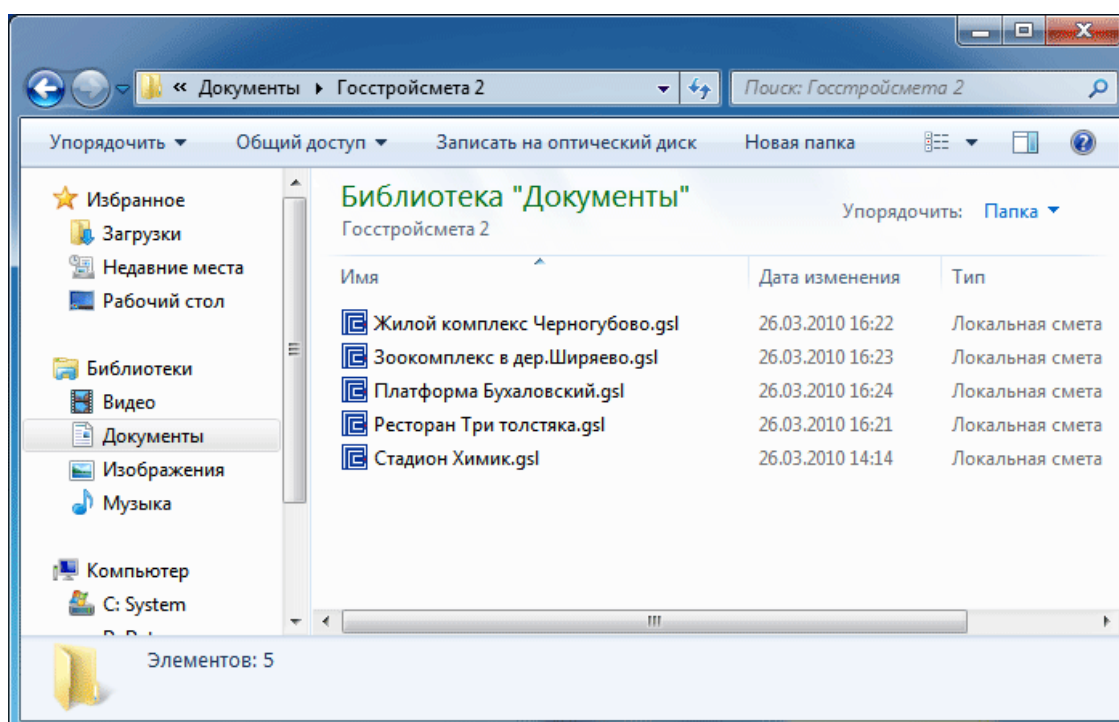 « Документы Госстройсмета 2
Поиск: Госстройсмета 2
Упорядочить Общий доступ Записать на оптический диск Новая папка
Избранное
Загрузки
Недавние места
Рабочий стол
Библиотеки
Видео
Документы
Изображения
Музыка
Компьютер
C: System
Библиотека "Документы"
Госстройсмета 2
Упорядочить: Папка
Имя Дата изменения Тип
Жилой комплекс Черногубово.gsl 26.03.2010 16:22 Локальная смета
Зоокомплекс в дер.Ширяево.gsl 26.03.2010 16:23 Локальная смета
Платформа Бухаловский.gsl 26.03.2010 16:24 Локальная смета
Ресторан Три толстяка.gsl 26.03.2010 16:21 Локальная смета
Стадион Химик.gsl 26.03.2010 14:14 Локальная смета
Элементов: 5